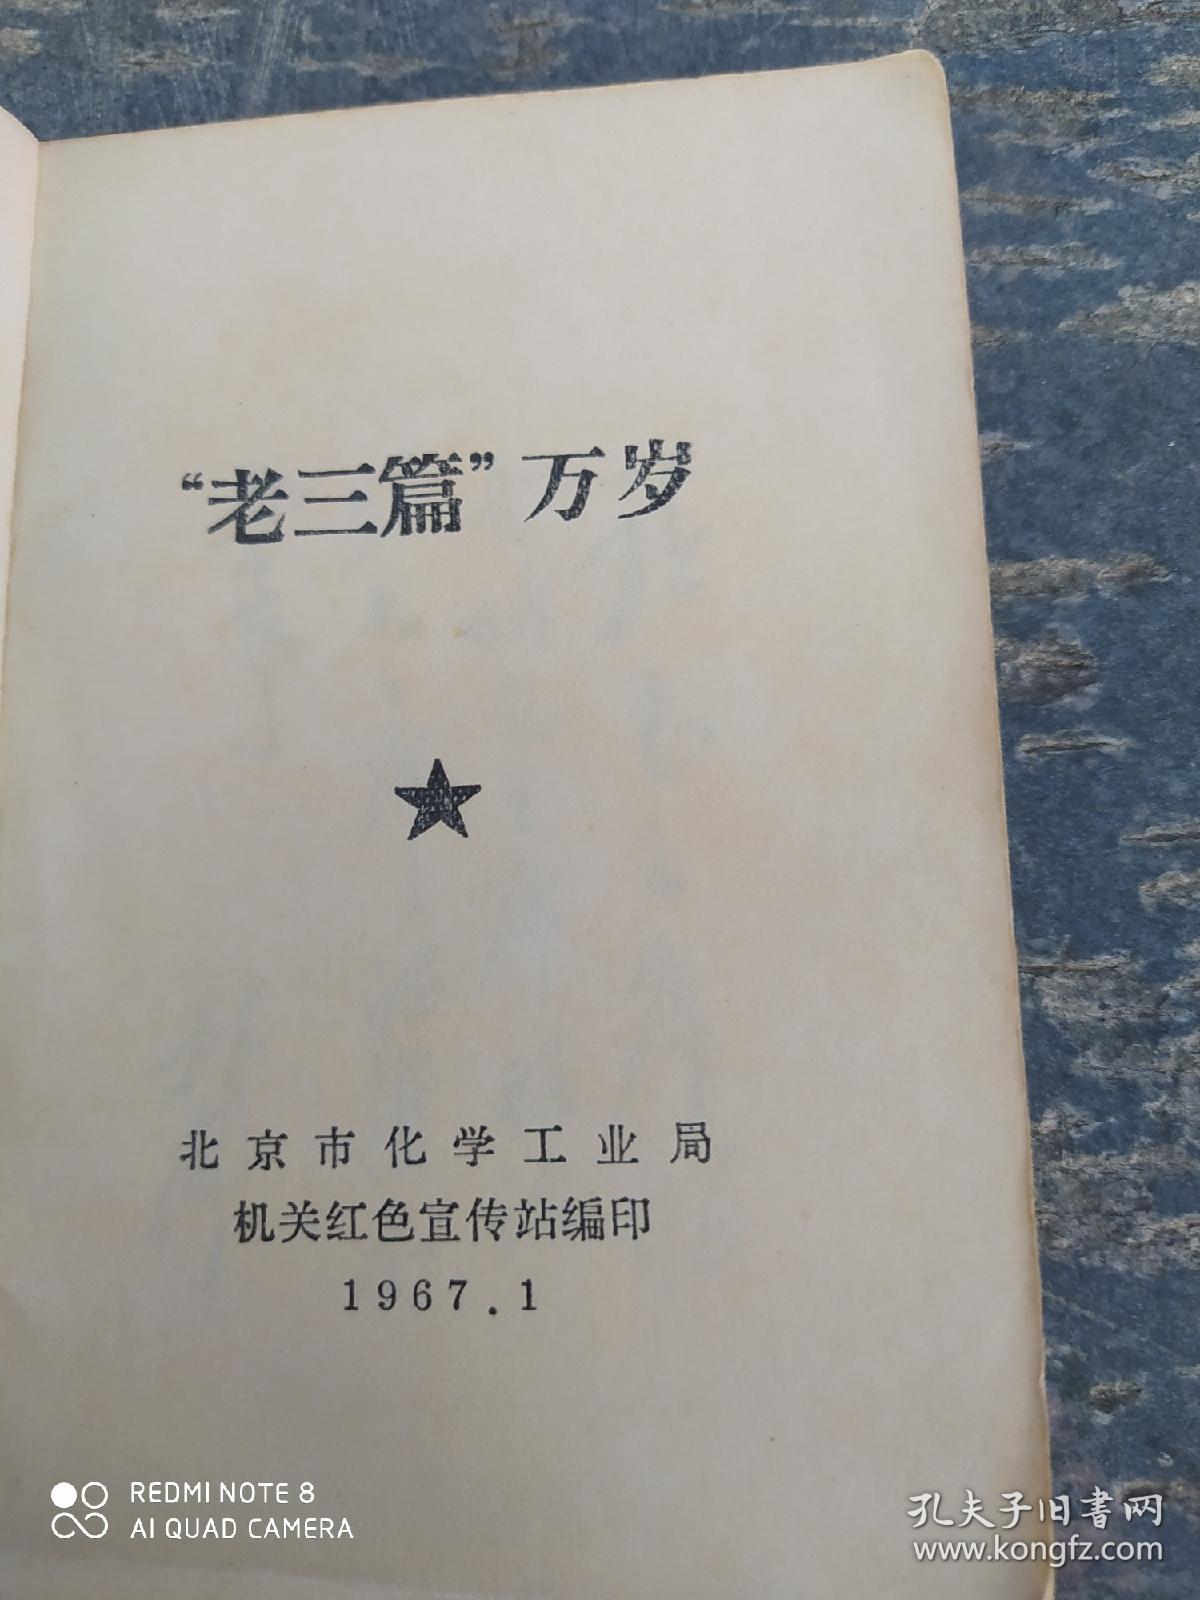 “老三篇”万岁
北京市化学工业局
机关红色宣传站编印
1967.1
REDMI NOTE 8
AI QUAD CAMERA
孔夫子旧书网
www.kongfz.com